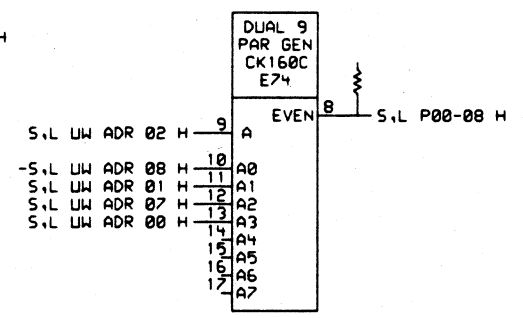 H
DUAL 9
PAR GEN
CK160C
E74
EVEN 8 S,L P00-08 H
S,L UW ADR 02 H 9 A
-S,L UW ADR 08 H 10 A0
S,L UW ADR 01 H 11 A1
S,L UW ADR 07 H 12 A2
S,L UW ADR 00 H 13 A3
14 A4
15 A5
16 A6
17 A7